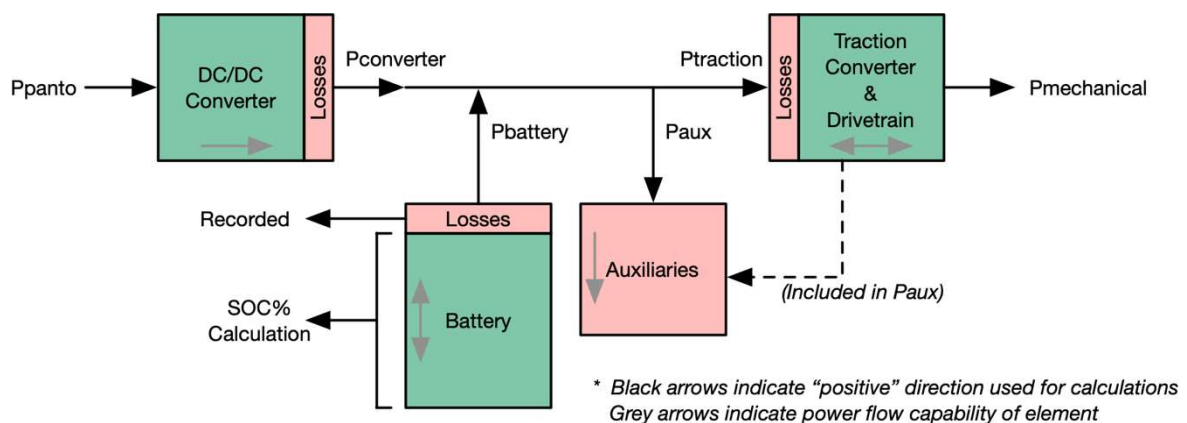 Ppanto
DC/DC
Converter
Losses
Pconverter
Pbattery
Ptraction
Paux
Losses
Traction
Converter
&
Drivetrain
Pmechanical
Recorded
Losses
SOC%
Calculation
Battery
Auxiliaries
(Included in Paux)
* Black arrows indicate “positive” direction used for calculations
Grey arrows indicate power flow capability of element